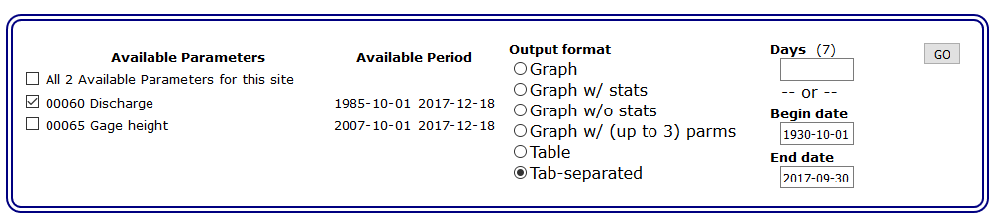 Available Parameters Available Period
All 2 Available Parameters for this site
00060 Discharge 1985-10-01 2017-12-18
00065 Gage height 2007-10-01 2017-12-18
Output format
Graph
Graph w/ stats
Graph w/o stats
Graph w/ (up to 3) parms
Table
Tab-separated
Days (7)
-- or --
Begin date
1930-10-01
End date
2017-09-30
GO